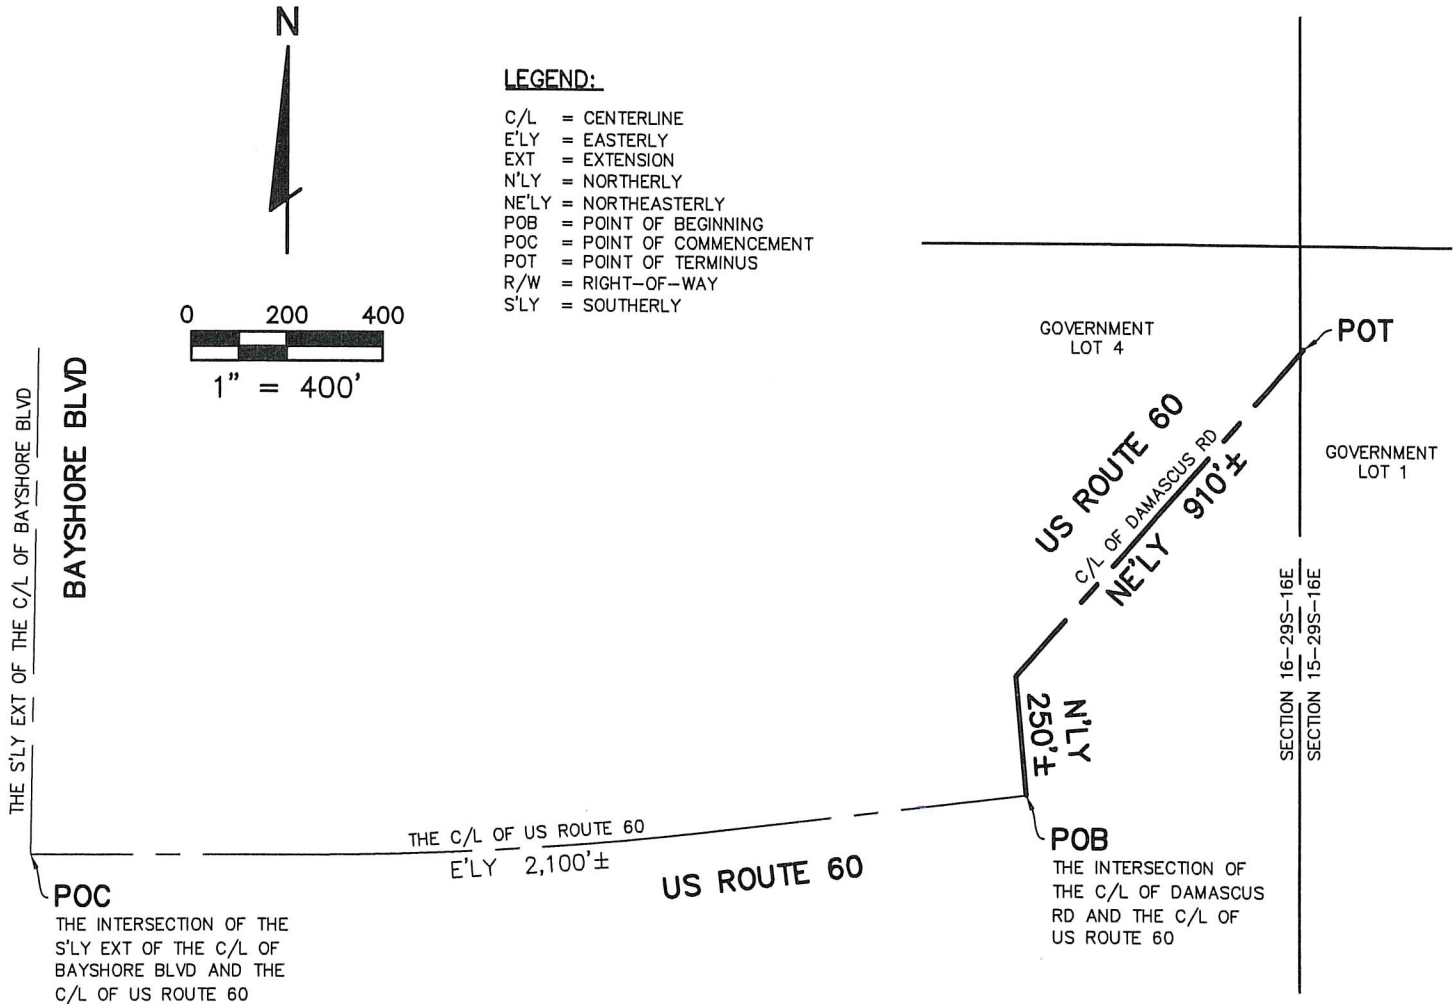 N
LEGEND:
C/L = CENTERLINE
E'LY = EASTERLY
EXT = EXTENSION
N'LY = NORTHERLY
NE'LY = NORTHEASTERLY
POB = POINT OF BEGINNING
POC = POINT OF COMMENCEMENT
POT = POINT OF TERMINUS
R/W = RIGHT-OF-WAY
S'LY = SOUTHERLY
0 200 400
1" = 400'
THE S'LY EXT OF THE C/L OF BAYSHORE BLVD
BAYSHORE BLVD
GOVERNMENT
LOT 4
POT
GOVERNMENT
LOT 1
US ROUTE 60
C/L OF DAMASCUS RD
NE'LY 910'±
SECTION 16-29S-16E
SECTION 15-29S-16E
N'LY
250'±
THE C/L OF US ROUTE 60
E'LY 2,100'±
US ROUTE 60
POB
THE INTERSECTION OF
THE C/L OF DAMASCUS
RD AND THE C/L OF
US ROUTE 60
POC
THE INTERSECTION OF THE
S'LY EXT OF THE C/L OF
BAYSHORE BLVD AND THE
C/L OF US ROUTE 60